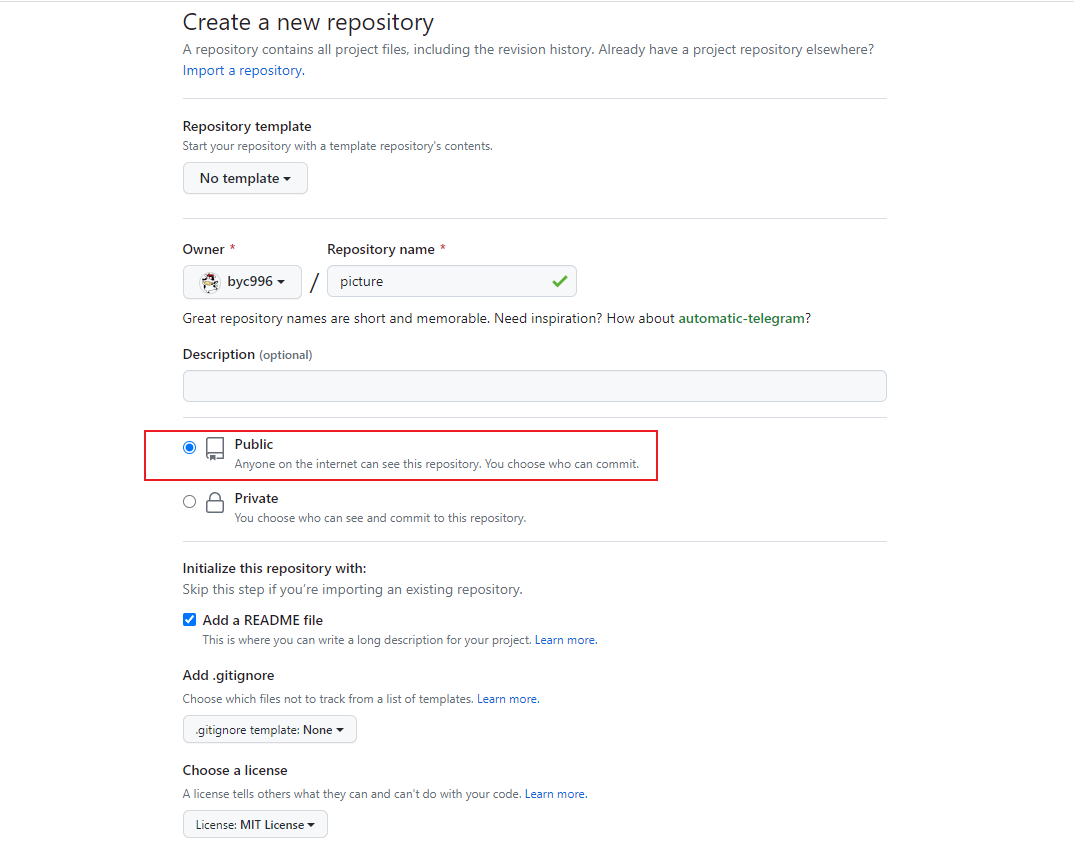 Create a new repository
A repository contains all project files, including the revision history. Already have a project repository elsewhere?
Import a repository.
Repository template
Start your repository with a template repository's contents.
No template
Owner *
Repository name *
byc996
/
picture
Great repository names are short and memorable. Need inspiration? How about automatic-telegram?
Description (optional)
Public
Anyone on the internet can see this repository. You choose who can commit.
Private
You choose who can see and commit to this repository.
Initialize this repository with:
Skip this step if you’re importing an existing repository.
Add a README file
This is where you can write a long description for your project. Learn more.
Add .gitignore
Choose which files not to track from a list of templates. Learn more.
.gitignore template: None
Choose a license
A license tells others what they can and can't do with your code. Learn more.
License: MIT License